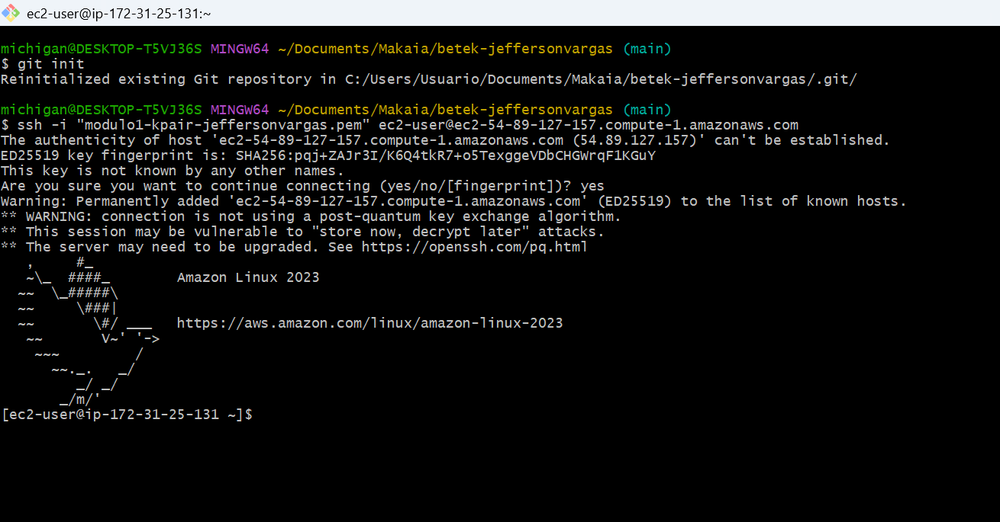 ec2-user@ip-172-31-25-131:~
michigan@DESKTOP-T5VJ36S MINGW64 ~/Documents/Makaia/betek-jeffersonvargas (main)
$ git init
Reinitialized existing Git repository in C:/Users/Usuario/Documents/Makaia/betek-jeffersonvargas/.git/
michigan@DESKTOP-T5VJ36S MINGW64 ~/Documents/Makaia/betek-jeffersonvargas (main)
$ ssh -i "modulo1-kpair-jeffersonvargas.pem" ec2-user@ec2-54-89-127-157.compute-1.amazonaws.com
The authenticity of host 'ec2-54-89-127-157.compute-1.amazonaws.com (54.89.127.157)' can't be established.
ED25519 key fingerprint is: SHA256:pqj+ZAJr3I/K6Q4tkR7+o5TexggeVDbCHGWrqF1KGuY
This key is not known by any other names.
Are you sure you want to continue connecting (yes/no/[fingerprint])? yes
Warning: Permanently added 'ec2-54-89-127-157.compute-1.amazonaws.com' (ED25519) to the list of known hosts.
** WARNING: connection is not using a post-quantum key exchange algorithm.
** This session may be vulnerable to "store now, decrypt later" attacks.
** The server may need to be upgraded. See https://openssh.com/pq.html
   ,     #_
   ~\_  ####_        Amazon Linux 2023
  ~~  \_#####\
  ~~     \###|
  ~~       \#/ ___   https://aws.amazon.com/linux/amazon-linux-2023
   ~~       V~' '->
    ~~~         /
      ~~._.   _/
         _/ _/
       _/m/'
[ec2-user@ip-172-31-25-131 ~]$